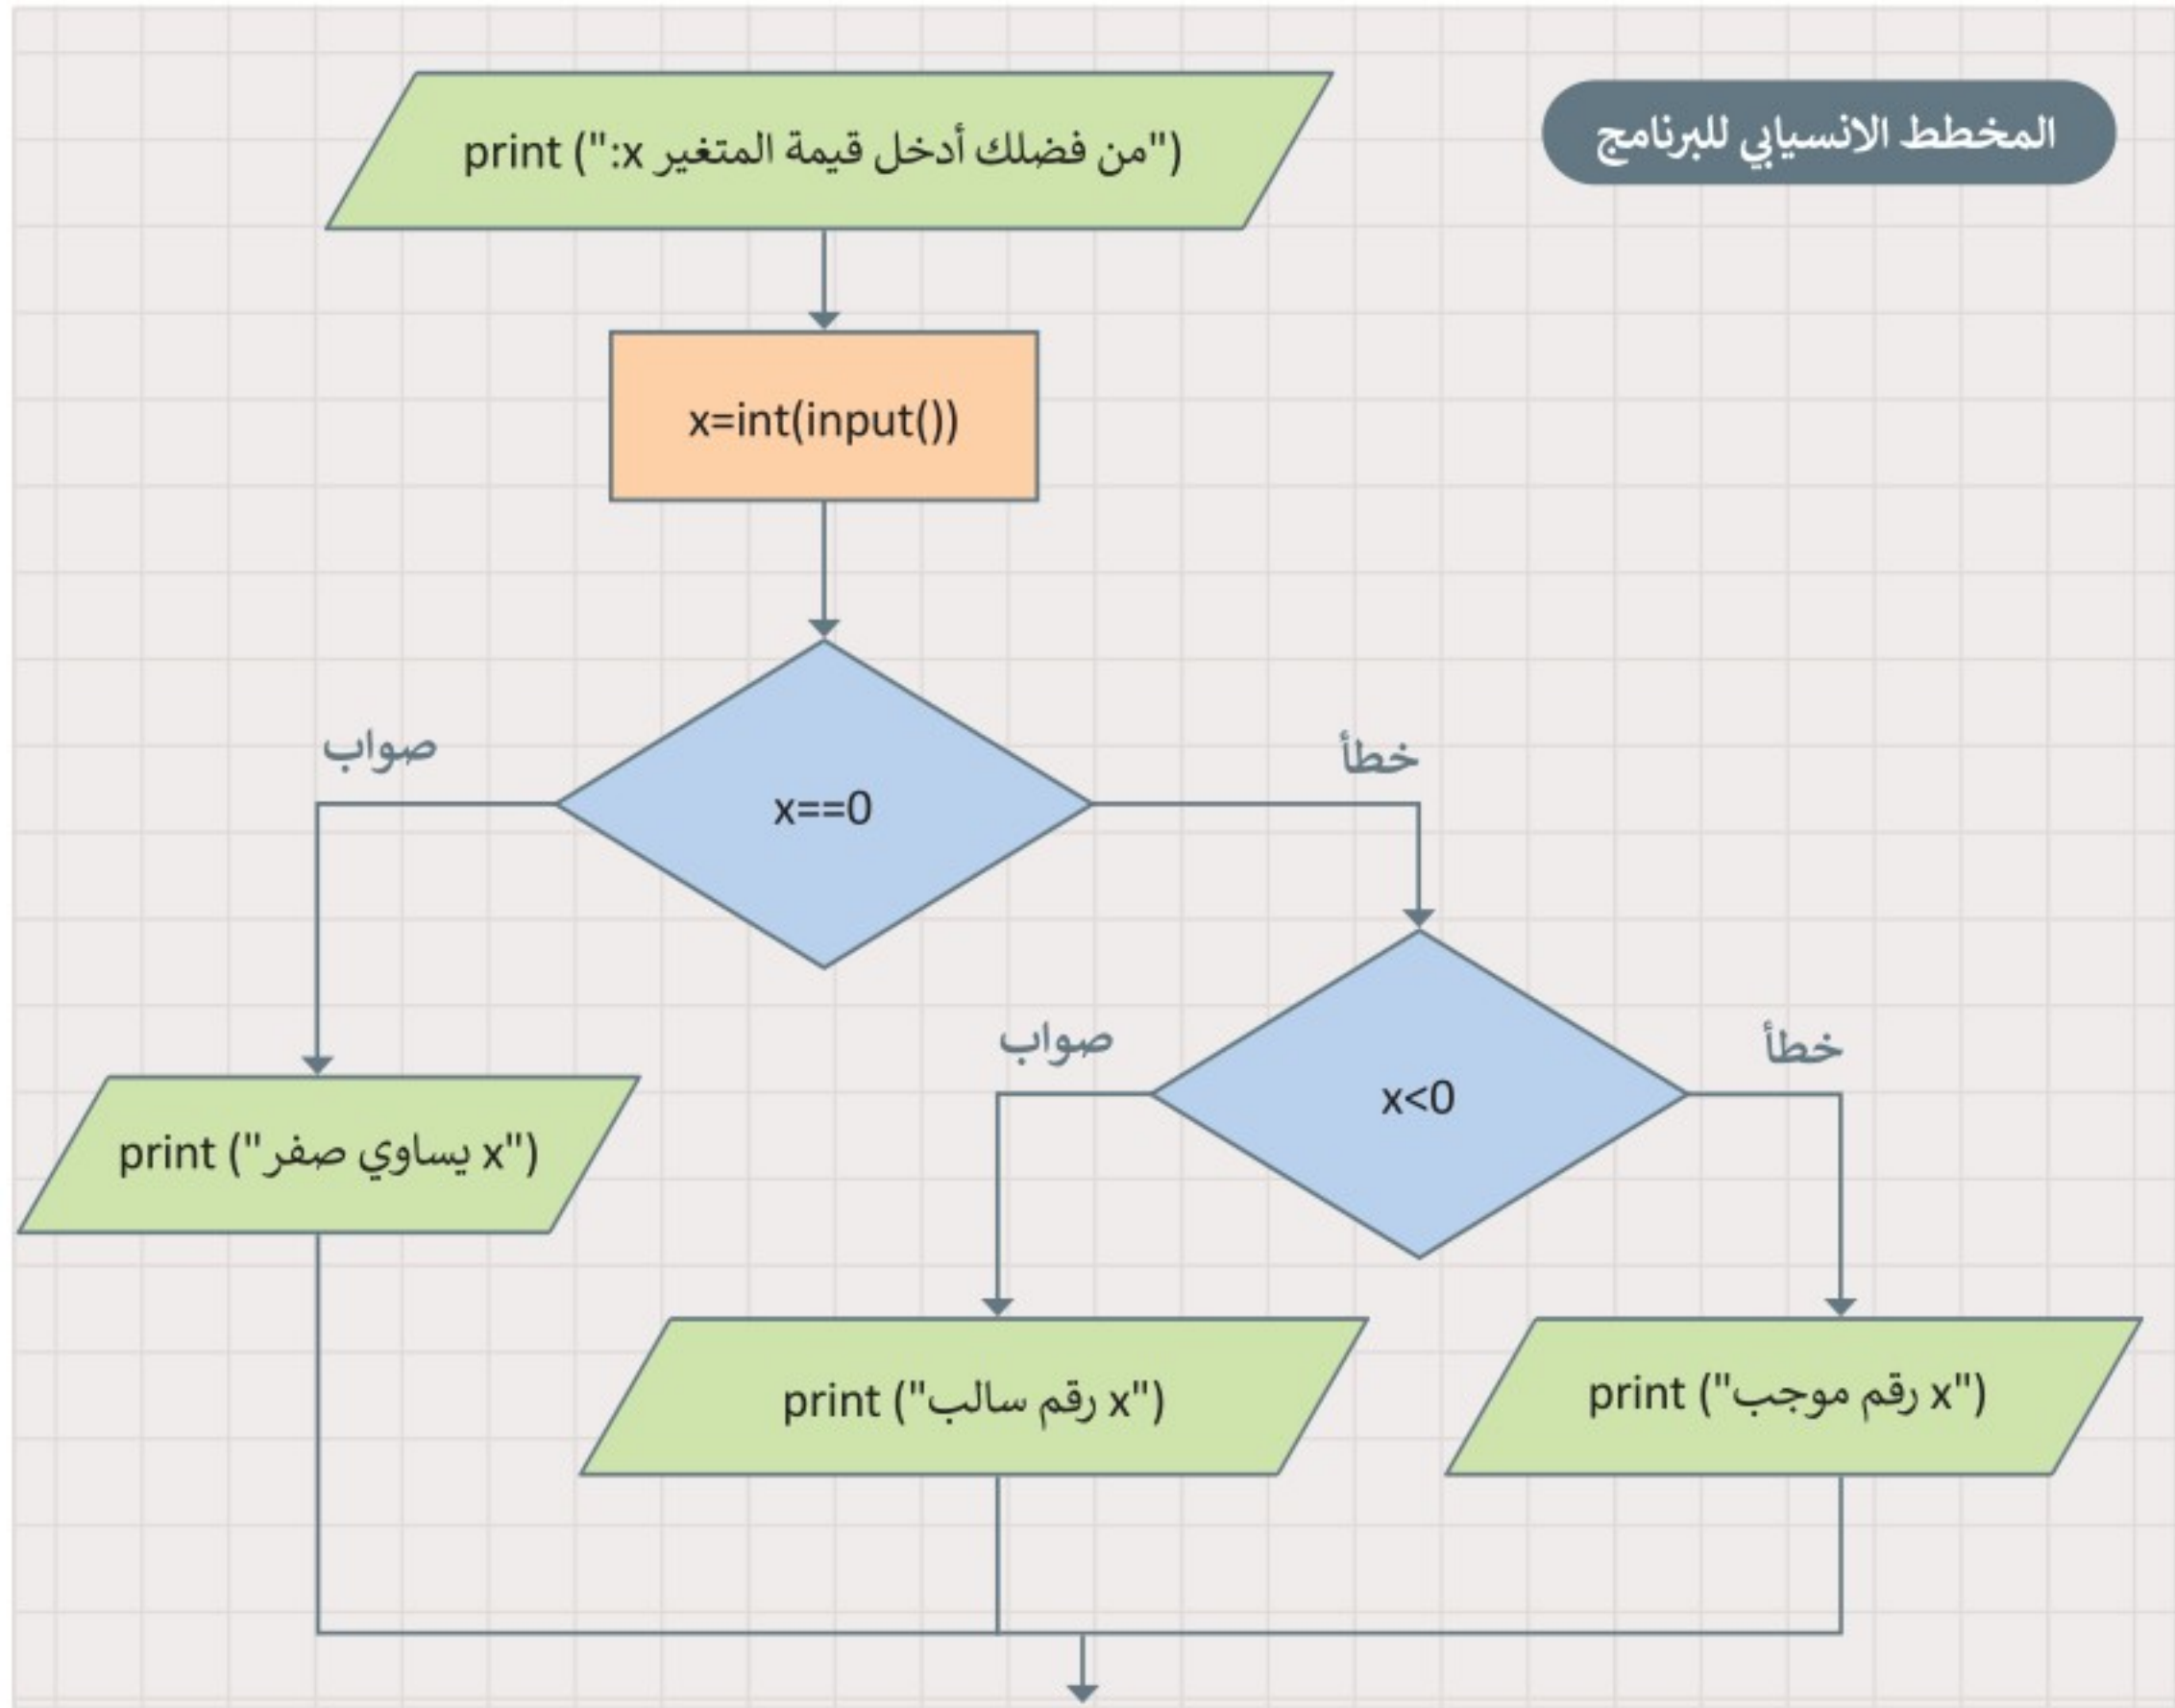 المخطط الانسيابي للبرنامج
print ("من فضلك أدخل قيمة المتغير x:")
x=int(input())
x==0
صواب
خطأ
x<0
صواب
خطأ
print ("x يساوي صفر")
print ("x رقم سالب")
print ("x رقم موجب")